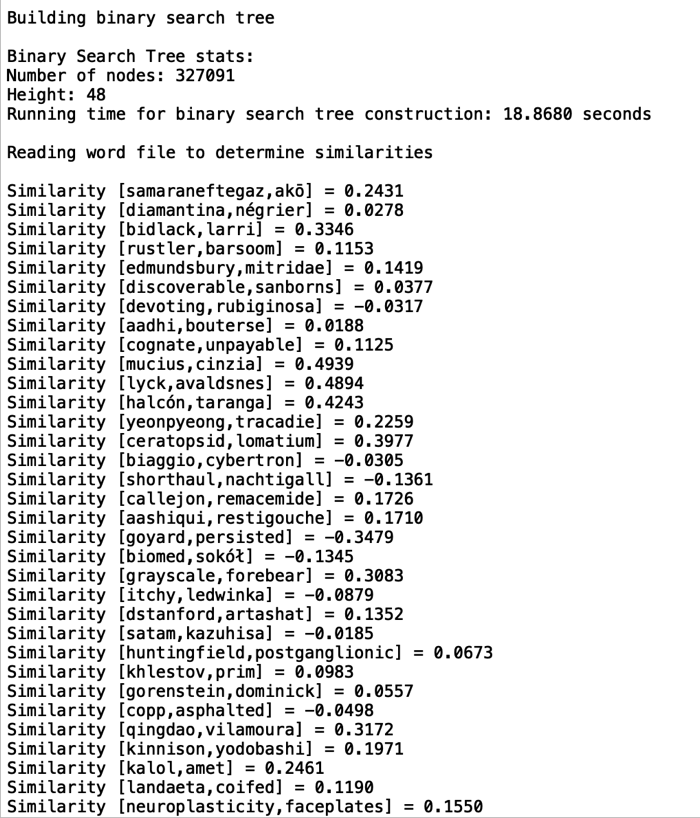 Building binary search tree
Binary Search Tree stats:
Number of nodes: 327091
Height: 48
Running time for binary search tree construction: 18.8680 seconds
Reading word file to determine similarities
Similarity [samaraneftegaz,akō] = 0.2431
Similarity [diamantina,négrier] = 0.0278
Similarity [bidlack,larri] = 0.3346
Similarity [rustler,barsoom] = 0.1153
Similarity [edmundsbury,mitridae] = 0.1419
Similarity [discoverable,sanborns] = 0.0377
Similarity [devoting,rubiginosa] = -0.0317
Similarity [aadhi,bouterse] = 0.0188
Similarity [cognate,unpayable] = 0.1125
Similarity [mucius,cinzia] = 0.4939
Similarity [lyck,avaldsnes] = 0.4894
Similarity [halcón,taranga] = 0.4243
Similarity [yeonpyeong,tracadie] = 0.2259
Similarity [ceratopsid,lomatium] = 0.3977
Similarity [biaggio,cybertron] = -0.0305
Similarity [shorthaul,nachtigall] = -0.1361
Similarity [callejon,remacemide] = 0.1726
Similarity [aashiqui,restigouche] = 0.1710
Similarity [goyard,persisted] = -0.3479
Similarity [biomed,sokół] = -0.1345
Similarity [grayscale,forebear] = 0.3083
Similarity [itchy,ledwinka] = -0.0879
Similarity [dstanford,artashat] = 0.1352
Similarity [satam,kazuhisa] = -0.0185
Similarity [huntingfield,postganglionic] = 0.0673
Similarity [khlestov,prim] = 0.0983
Similarity [gorenstein,dominick] = 0.0557
Similarity [copp,asphalted] = -0.0498
Similarity [qingdao,vilamoura] = 0.3172
Similarity [kinnison,yodobashi] = 0.1971
Similarity [kalol,amet] = 0.2461
Similarity [landaeta,coifed] = 0.1190
Similarity [neuroplasticity,faceplates] = 0.1550